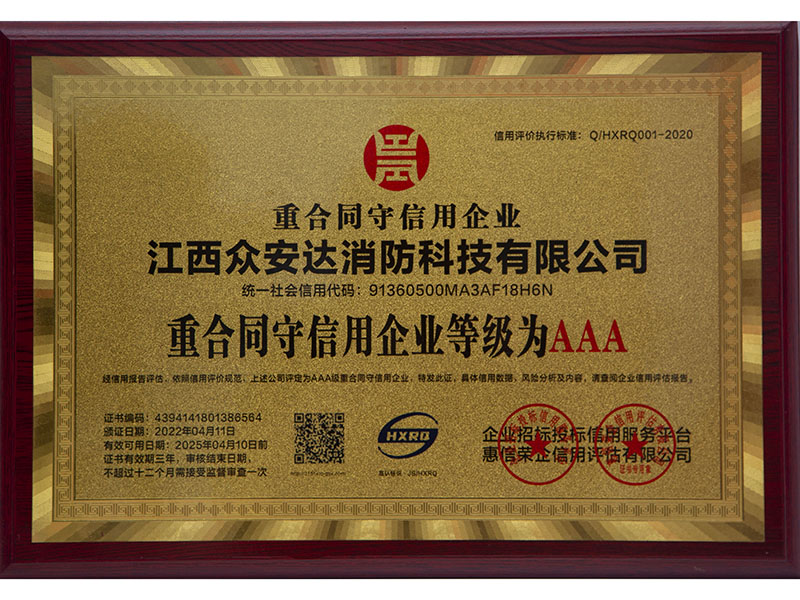 信用评价执行标准：Q/HXRQ001-2020
重合同守信用企业
江西众安达消防科技有限公司
统一社会信用代码：91360500MA3AF18H6N
重合同守信用企业等级为AAA
经信用报告评估，依照信用评价规范，上述公司评定为AAA级重合同守信用企业，特发此证，具体信用数据，风险分析及内容，请查阅企业信用评估报告。
证书编码：4394141801386564
颁证日期：2022年04月11日
有效可用日期：2025年04月10日前
证书有效期三年，审核结束日期，
不超过十二个月需接受监督审查一次
HXRQ
企业招标投标信用服务平台
惠信荣企信用评估有限公司